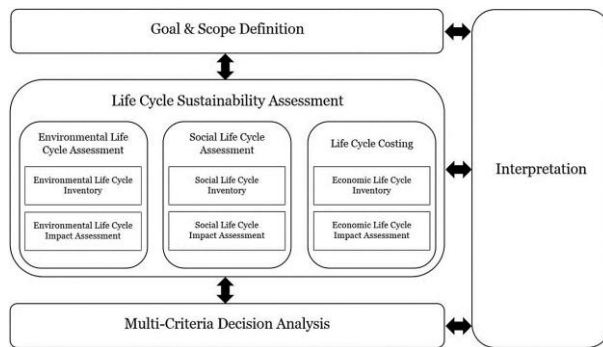 Goal & Scope Definition
Life Cycle Sustainability Assessment
Environmental Life
Cycle Assessment
Environmental Life Cycle
Inventory
Environmental Life Cycle
Impact Assessment
Social Life Cycle
Assessment
Social Life Cycle
Inventory
Social Life Cycle
Impact Assessment
Life Cycle Costing
Economic Life Cycle
Inventory
Economic Life Cycle
Impact Assessment
Multi-Criteria Decision Analysis
Interpretation